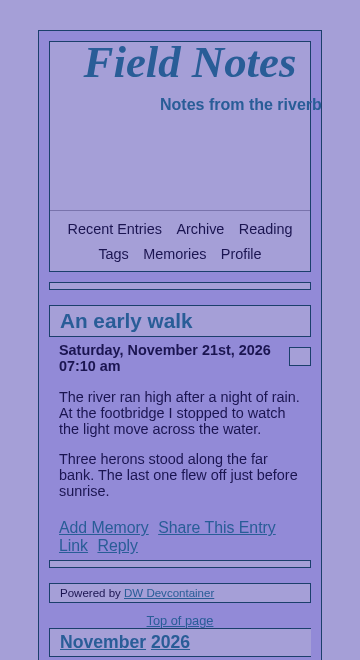 Field Notes
Notes from the riverb
Recent Entries Archive Reading
Tags Memories Profile
An early walk
Saturday, November 21st, 2026
07:10 am
The river ran high after a night of rain.
At the footbridge I stopped to watch
the light move across the water.
Three herons stood along the far
bank. The last one flew off just before
sunrise.
Add Memory Share This Entry
Link Reply
Powered by DW Devcontainer
Top of page
November 2026